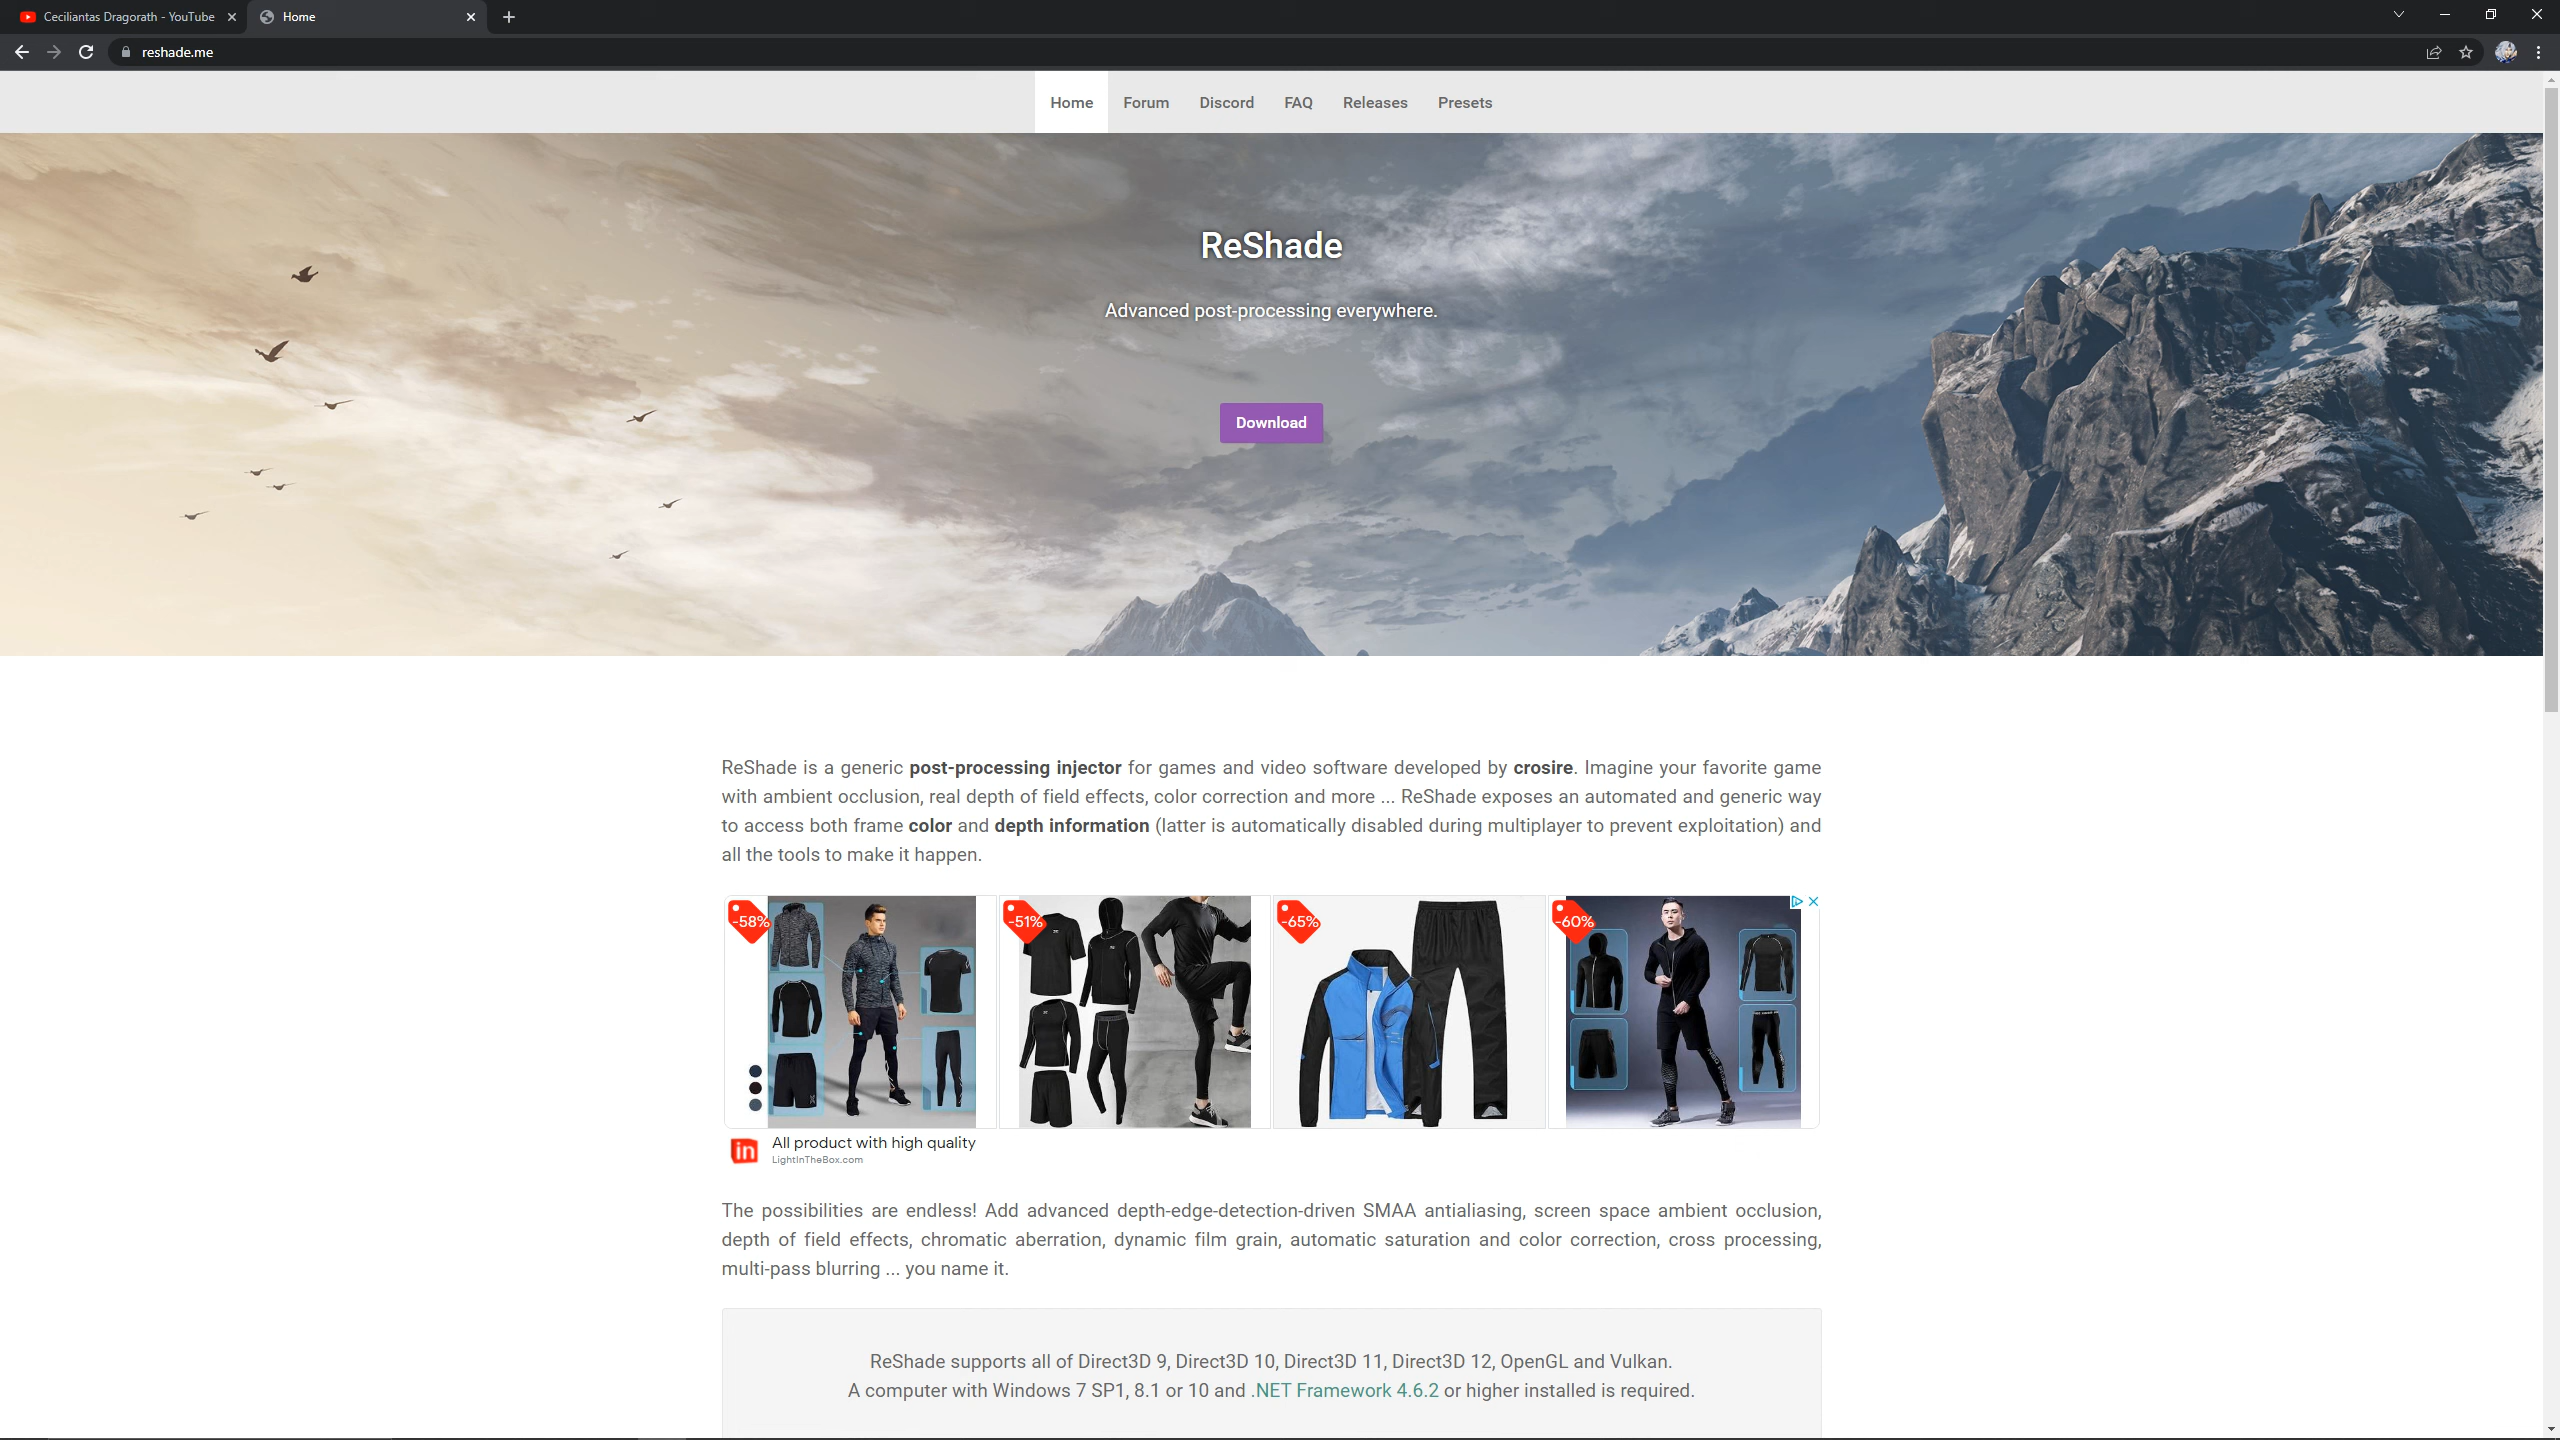 Ceciliantas Dragorath - YouTube
Home
reshade.me
Home Forum Discord FAQ Releases Presets
ReShade
Advanced post-processing everywhere.
Download
ReShade is a generic post-processing injector for games and video software developed by crosire. Imagine your favorite game
with ambient occlusion, real depth of field effects, color correction and more ... ReShade exposes an automated and generic way
to access both frame color and depth information (latter is automatically disabled during multiplayer to prevent exploitation) and
all the tools to make it happen.
-58%
-51%
-65%
-60%
in
All product with high quality
LightInTheBox.com
The possibilities are endless! Add advanced depth-edge-detection-driven SMAA antialiasing, screen space ambient occlusion,
depth of field effects, chromatic aberration, dynamic film grain, automatic saturation and color correction, cross processing,
multi-pass blurring ... you name it.
ReShade supports all of Direct3D 9, Direct3D 10, Direct3D 11, Direct3D 12, OpenGL and Vulkan.
A computer with Windows 7 SP1, 8.1 or 10 and .NET Framework 4.6.2 or higher installed is required.